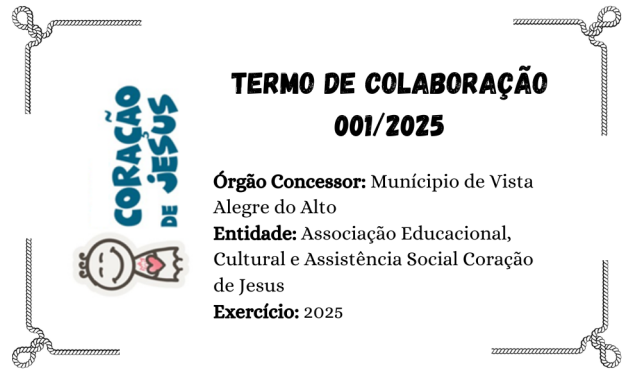 CORAÇÃO
DE JESUS
TERMO DE COLABORAÇÃO
001/2025
Órgão Concessor: Munícipio de Vista
Alegre do Alto
Entidade: Associação Educacional,
Cultural e Assistência Social Coração
de Jesus
Exercício: 2025